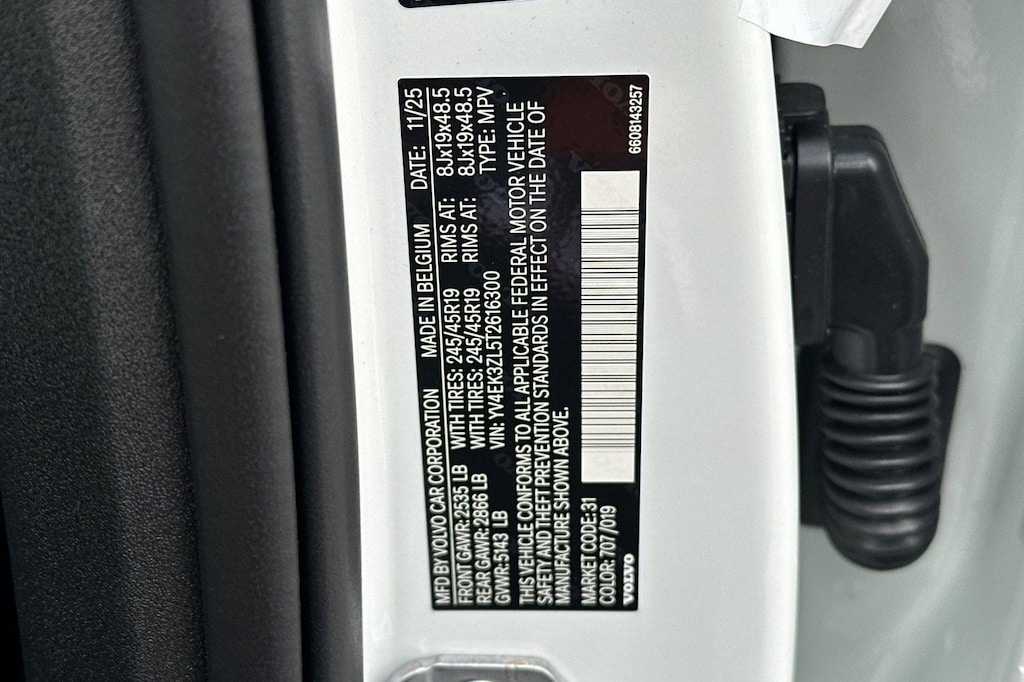 MFD BY VOLVO CAR CORPORATION MADE IN BELGIUM DATE: 11/25
FRONT GAWR: 2535 LB WITH TIRES: 245/45R19 RIMS AT: 8Jx19x48.5
REAR GAWR: 2866 LB WITH TIRES: 245/45R19 RIMS AT: 8Jx19x48.5
GVWR: 5143 LB VIN: YV4EK3ZL5T2616300 TYPE: MPV
THIS VEHICLE CONFORMS TO ALL APPLICABLE FEDERAL MOTOR VEHICLE
SAFETY AND THEFT PREVENTION STANDARDS IN EFFECT ON THE DATE OF
MANUFACTURE SHOWN ABOVE.
MARKET CODE: 31
COLOR: 707 /019
VOLVO
6608143257